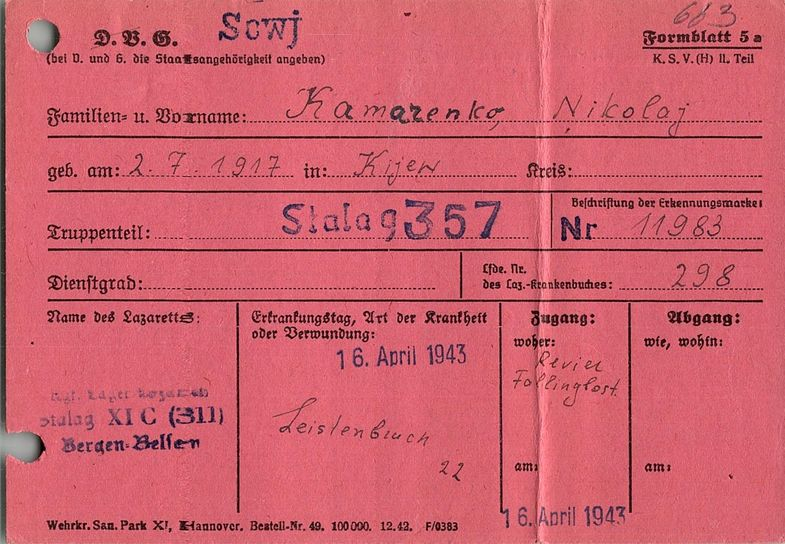 683
Sowj
D. V. G.
(bei V. und G. die Staatsangehörigkeit angeben)
Formblatt 5a
K. S. V. (H) II. Teil
Familien= u. Vorname: Kamarenko, Nikolaj
geb. am: 2. 7. 1917 in: Kijew Kreis:
Truppenteil: Stalag 357
Beschriftung der Erkennungsmarke:
Nr 11983
Dienstgrad:
Lfde. Nr.
des Laz.-Krankenbuches: 298
Name des Lazaretts:
Stalag XI C (311)
Bergen-Belsen
Erkrankungstag, Art der Krankheit
oder Verwundung:
16. April 1943
Leistenbruch
22
Zugang:
woher:
Revier
Fallingbost.
am:
16. April 1943
Abgang:
wie, wohin:
am:
Wehrkr. San. Park XI, Hannover. Bestell-Nr. 49. 100 000. 12. 42. F/0383